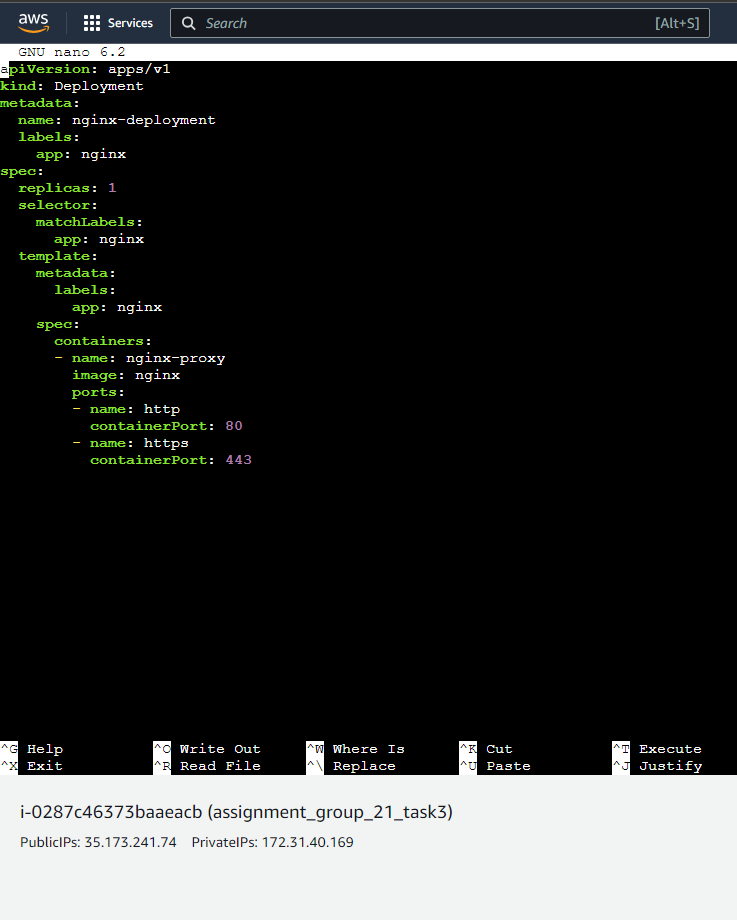 aws Services Search [Alt+S]
GNU nano 6.2
apiVersion: apps/v1
kind: Deployment
metadata:
  name: nginx-deployment
  labels:
    app: nginx
spec:
  replicas: 1
  selector:
    matchLabels:
      app: nginx
  template:
    metadata:
      labels:
        app: nginx
    spec:
      containers:
      - name: nginx-proxy
        image: nginx
        ports:
        - name: http
          containerPort: 80
        - name: https
          containerPort: 443
^G Help ^O Write Out ^W Where Is ^K Cut ^T Execute
^X Exit ^R Read File ^\ Replace ^U Paste ^J Justify
i-0287c46373baaeacb (assignment_group_21_task3)
PublicIPs: 35.173.241.74 PrivateIPs: 172.31.40.169